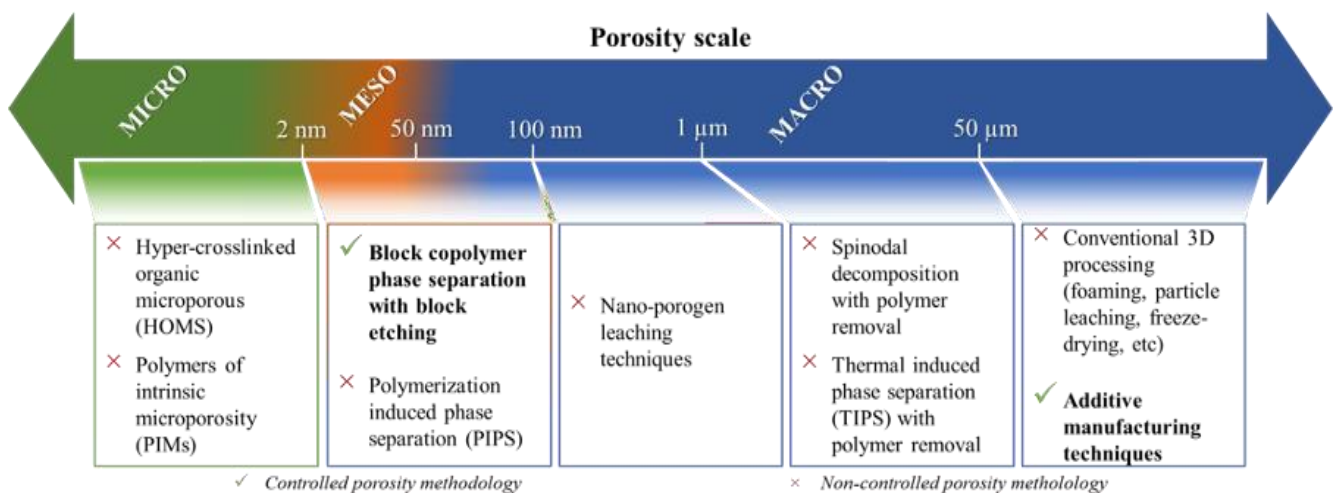 Porosity scale
MICRO
MESO
MACRO
2 nm
50 nm
100 nm
1 µm
50 µm
× Hyper-crosslinked
organic
microporous
(HOMS)
× Polymers of
intrinsic
microporosity
(PIMs)
✓ Block copolymer
phase separation
with block
etching
× Polymerization
induced phase
separation (PIPS)
× Nano-porogen
leaching
techniques
× Spinodal
decomposition
with polymer
removal
× Thermal induced
phase separation
(TIPS) with
polymer removal
× Conventional 3D
processing
(foaming, particle
leaching, freeze-
drying, etc)
✓ Additive
manufacturing
techniques
✓ Controlled porosity methodology
× Non-controlled porosity metholology